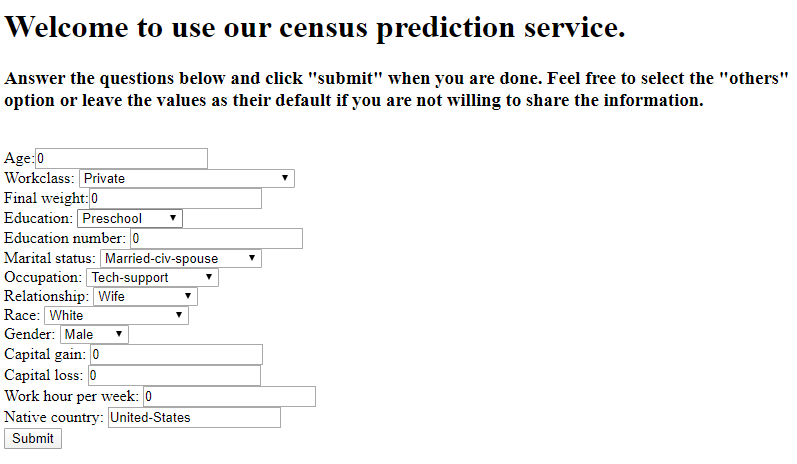 Welcome to use our census prediction service.
Answer the questions below and click "submit" when you are done. Feel free to select the "others"
option or leave the values as their default if you are not willing to share the information.
Age: 0
Workclass: Private
Final weight: 0
Education: Preschool
Education number: 0
Marital status: Married-civ-spouse
Occupation: Tech-support
Relationship: Wife
Race: White
Gender: Male
Capital gain: 0
Capital loss: 0
Work hour per week: 0
Native country: United-States
Submit